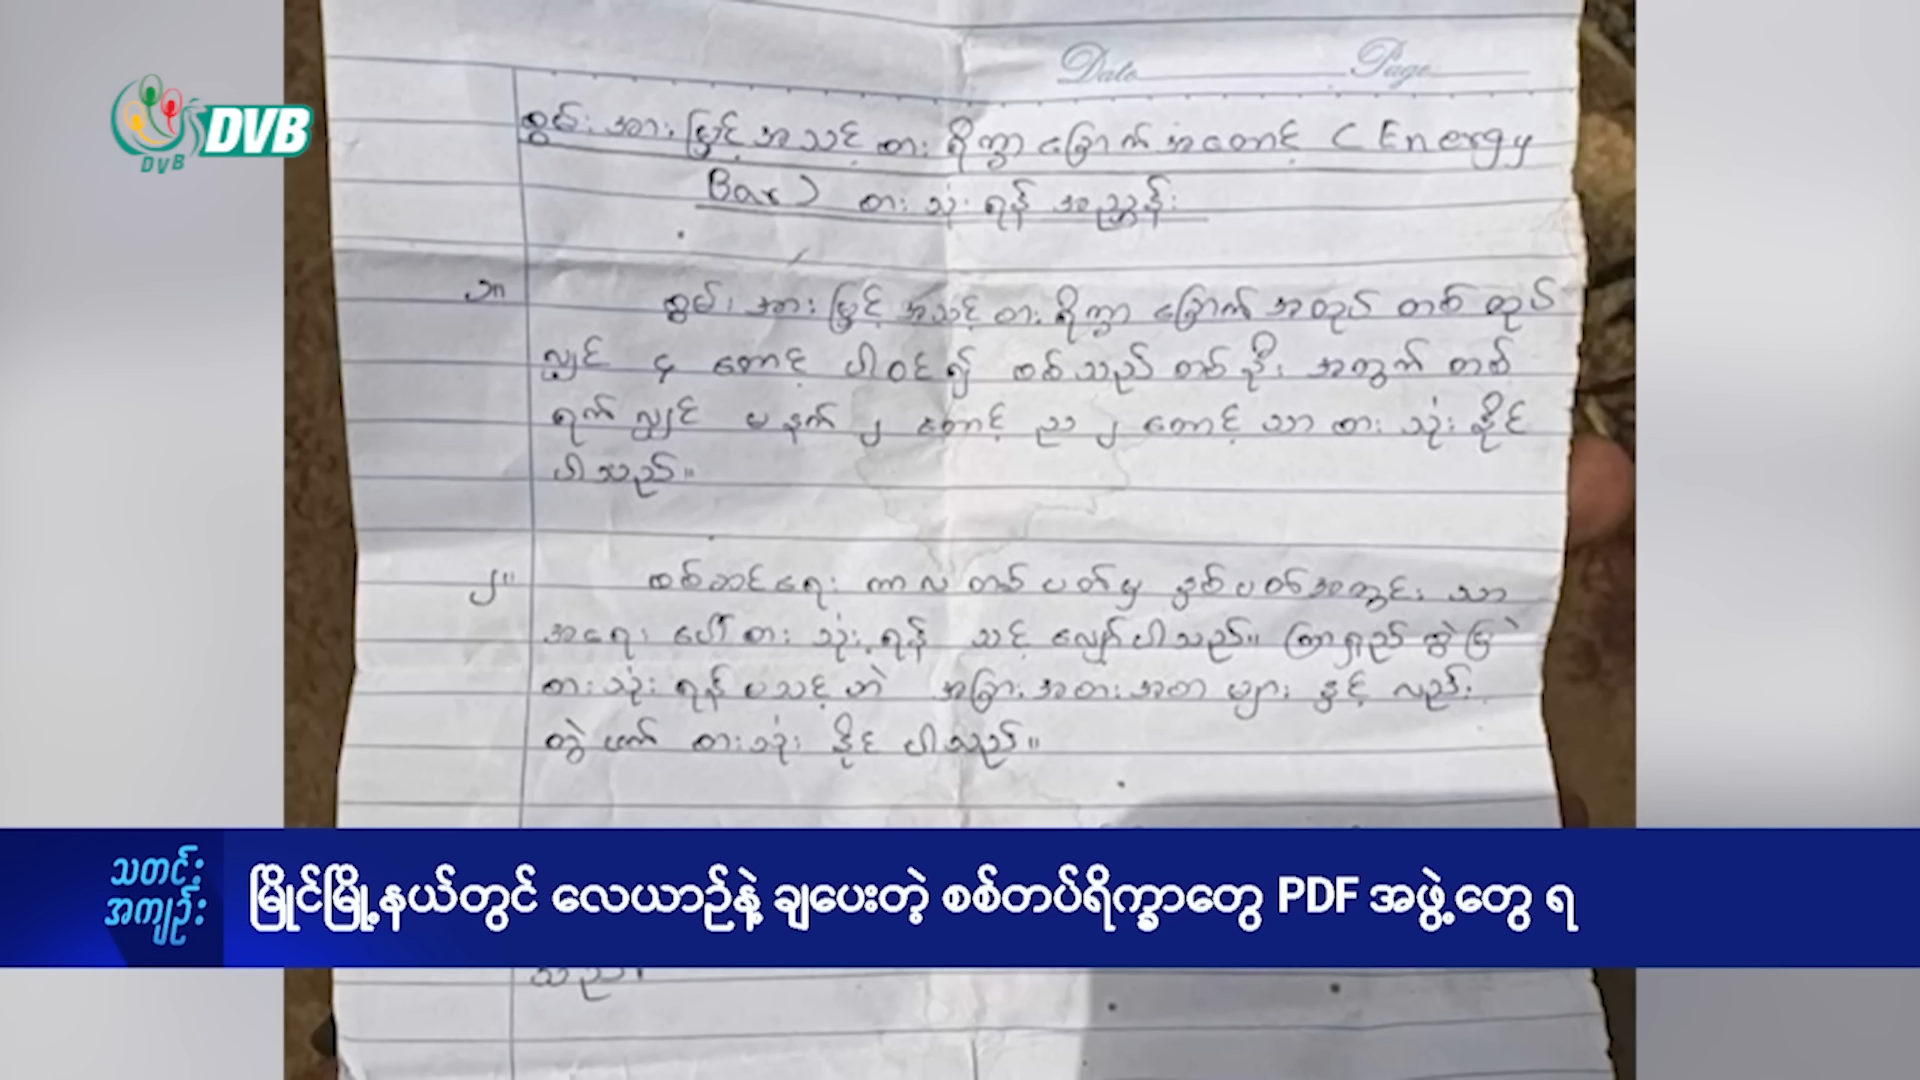 Date Page
DVB
DVB
စွမ်းအားမြှင့်အသင့်စားရိက္ခာခြောက်အတောင့် (Energy
Bar) စားသုံးရန်အညွှန်း
၁။ စွမ်းအားမြှင့်အသင့်စားရိက္ခာခြောက်အထုပ်တစ်ထုပ်
လျှင် ၄ တောင့် ပါဝင်၍ စစ်သည်တစ်ဦးအတွက် တစ်
ရက်လျှင် မနက် ၂ တောင့် ည ၂ တောင့်သာ စားသုံးနိုင်
ပါသည်။
၂။ စစ်ဆင်ရေးကာလတစ်ပတ်မှ နှစ်ပတ်အတွင်းသာ
အရေးပေါ်စားသုံးရန် သင့်လျော်ပါသည်။ ကြာရှည်စွဲမြဲ
စားသုံးရန်မသင့်ဘဲ အခြားအစားအစာများနှင့်လည်း
တွဲဖက် စားသုံးနိုင်ပါသည်။
သတင်း
အကျဉ်း
မြိုင်မြို့နယ်တွင် လေယာဉ်နဲ့ ချပေးတဲ့ စစ်တပ်ရိက္ခာတွေ PDF အဖွဲ့တွေ ရ
သည်။